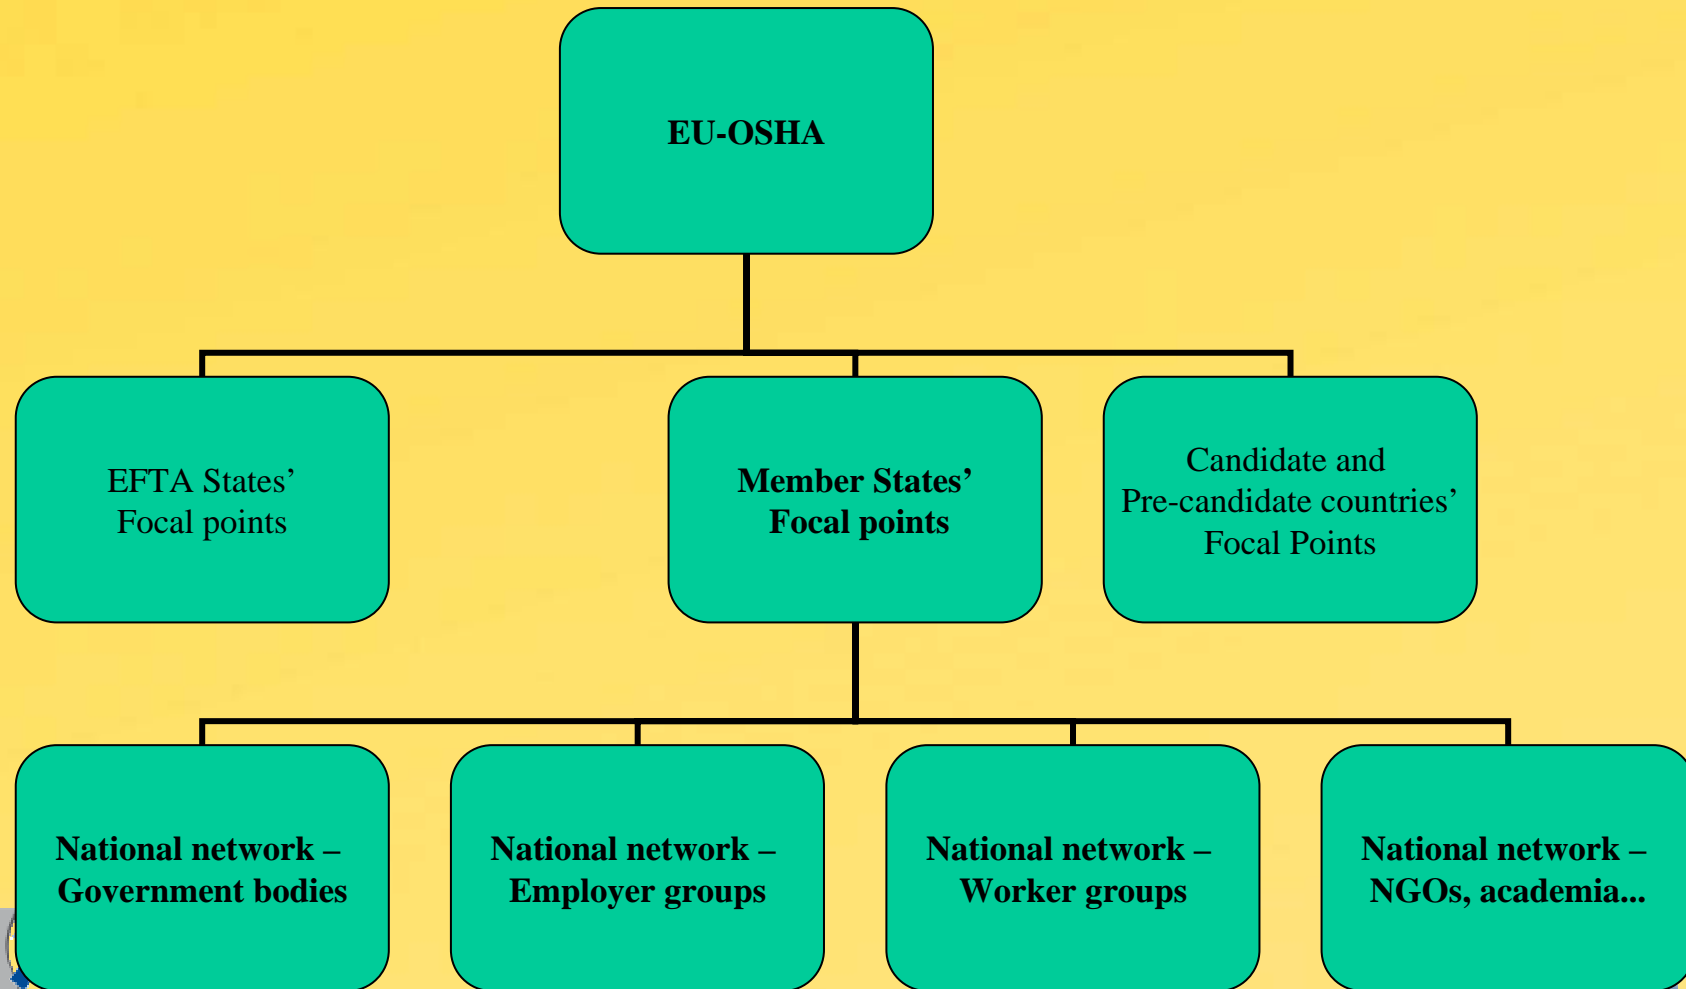 EU-OSHA
EFTA States’
Focal points
Member States’
Focal points
Candidate and
Pre-candidate countries’
Focal Points
National network –
Government bodies
National network –
Employer groups
National network –
Worker groups
National network –
NGOs, academia...